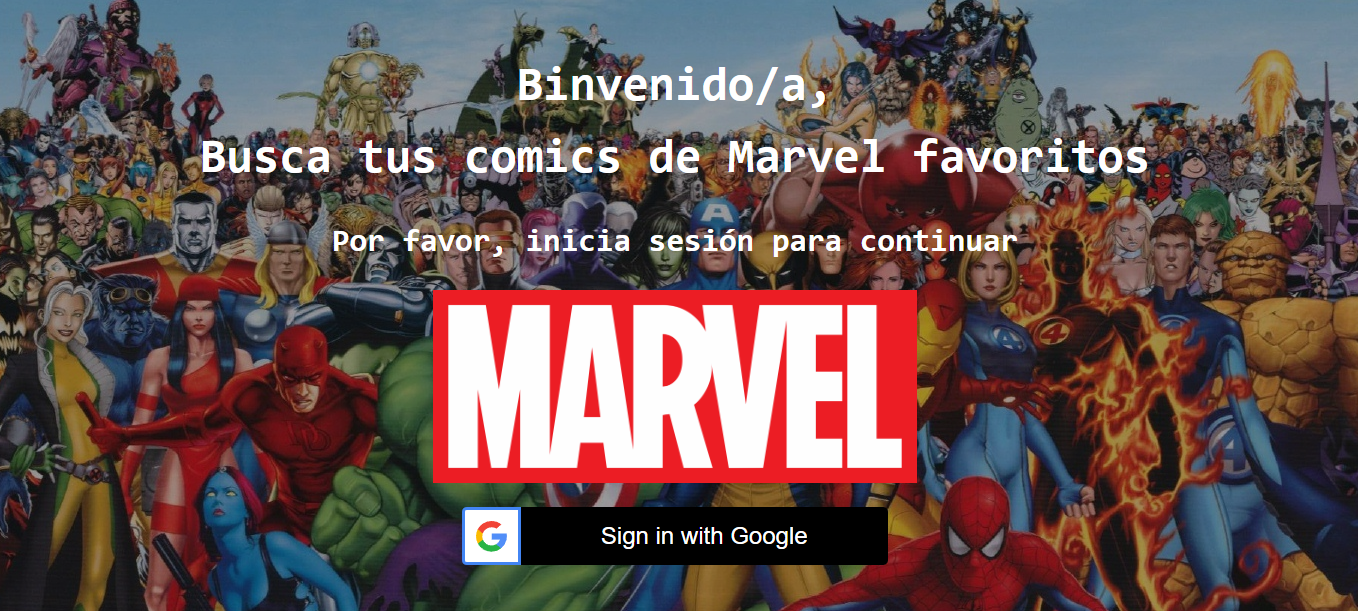 Binvenido/a,
Busca tus comics de Marvel favoritos
Por favor, inicia sesión para continuar
MARVEL
Sign in with Google